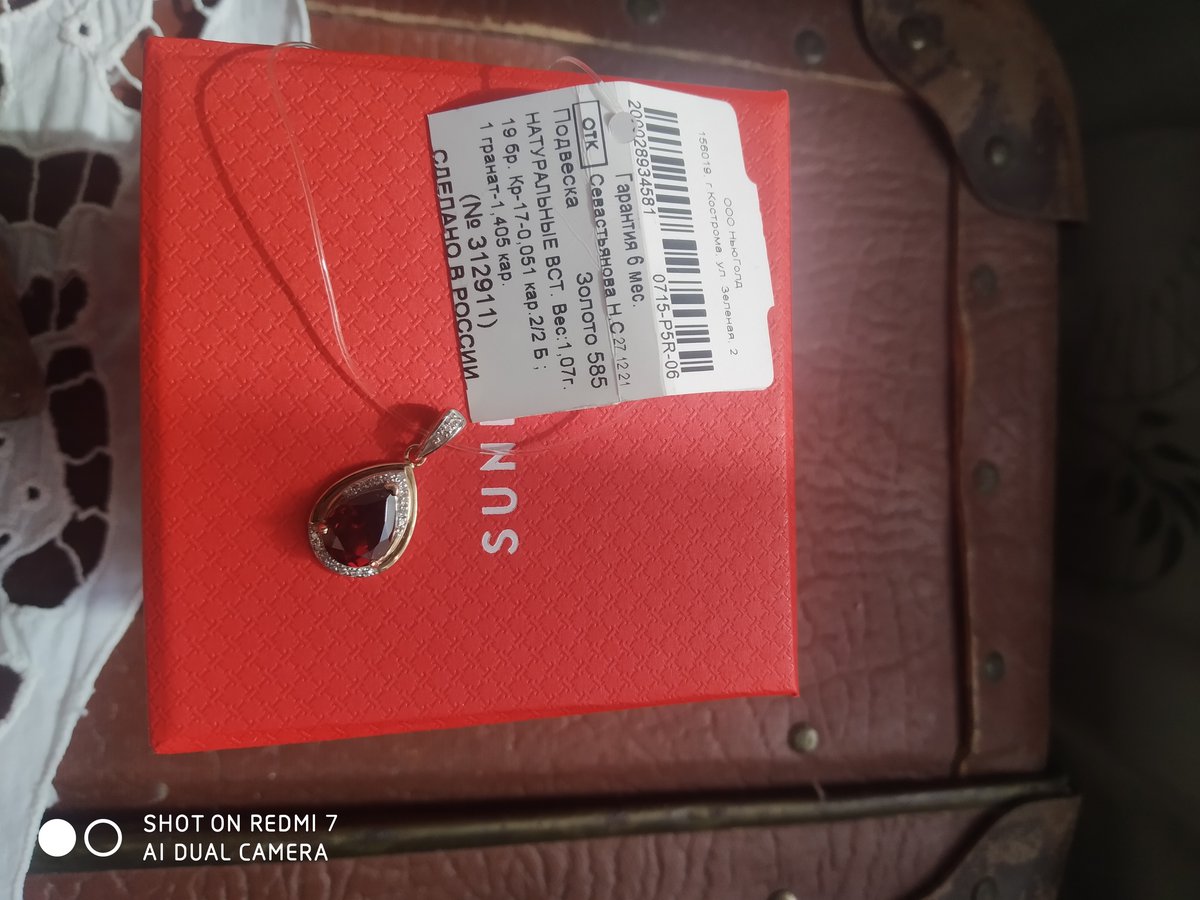 ООО НьюГолд
156019, г.Кострома, ул. Зеленая, 2
0715-P5R-06
2000028934581
Гарантия 6 мес.
ОТК Севастьянова Н.С 27.12.21
Подвеска Золото 585
НАТУРАЛЬНЫЕ ВСТ. Вес:1,07г.
19 бр. Кр-17-0,051 кар.2/2 Б ;
1 гранат-1,405 кар.
(№ 312911)
СДЕЛАНО В РОССИИ
SUN
SHOT ON REDMI 7
AI DUAL CAMERA